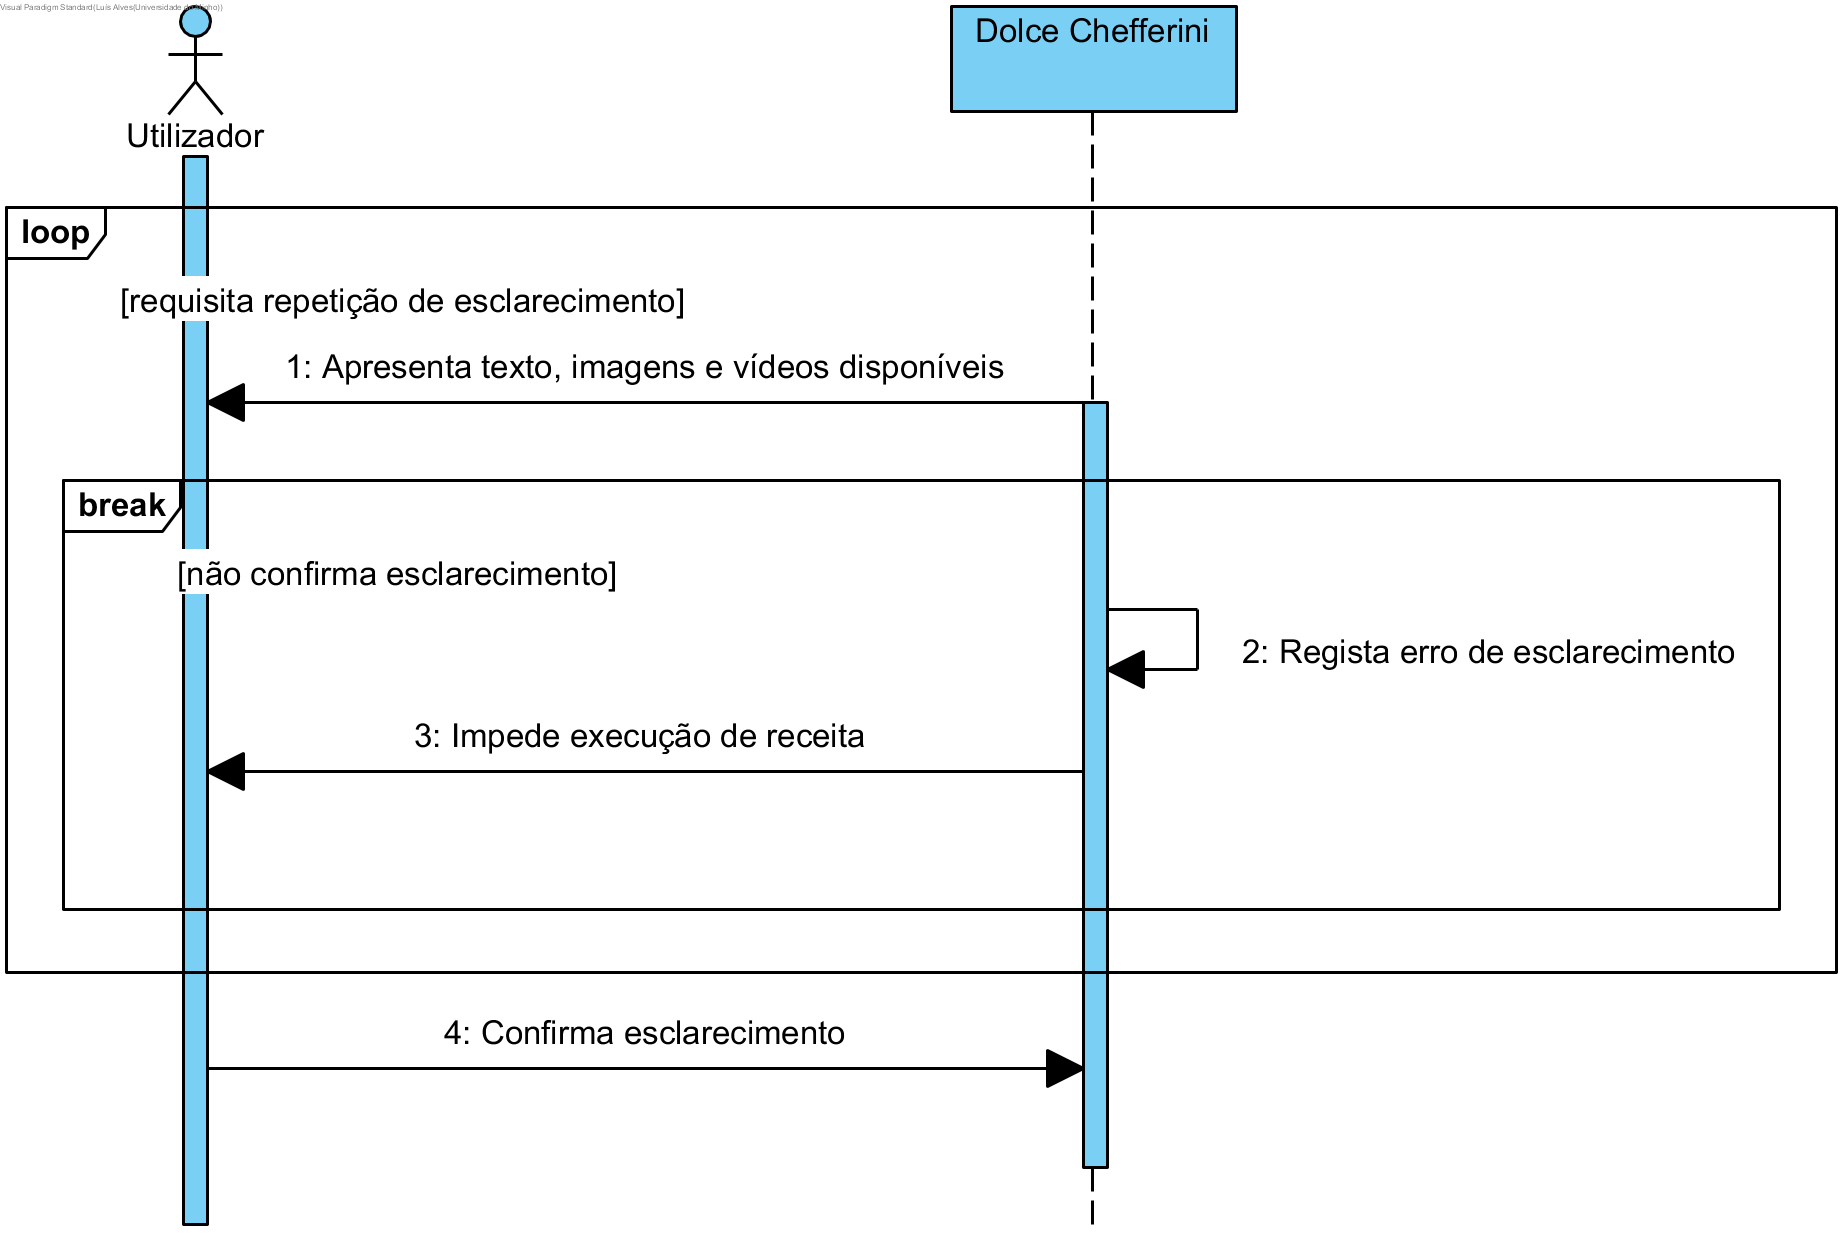 Visual Paradigm Standard(Luís Alves(Universidade do Minho))
Dolce Chefferini
Utilizador
loop
[requisita repetição de esclarecimento]
1: Apresenta texto, imagens e vídeos disponíveis
break
[não confirma esclarecimento]
2: Regista erro de esclarecimento
3: Impede execução de receita
4: Confirma esclarecimento